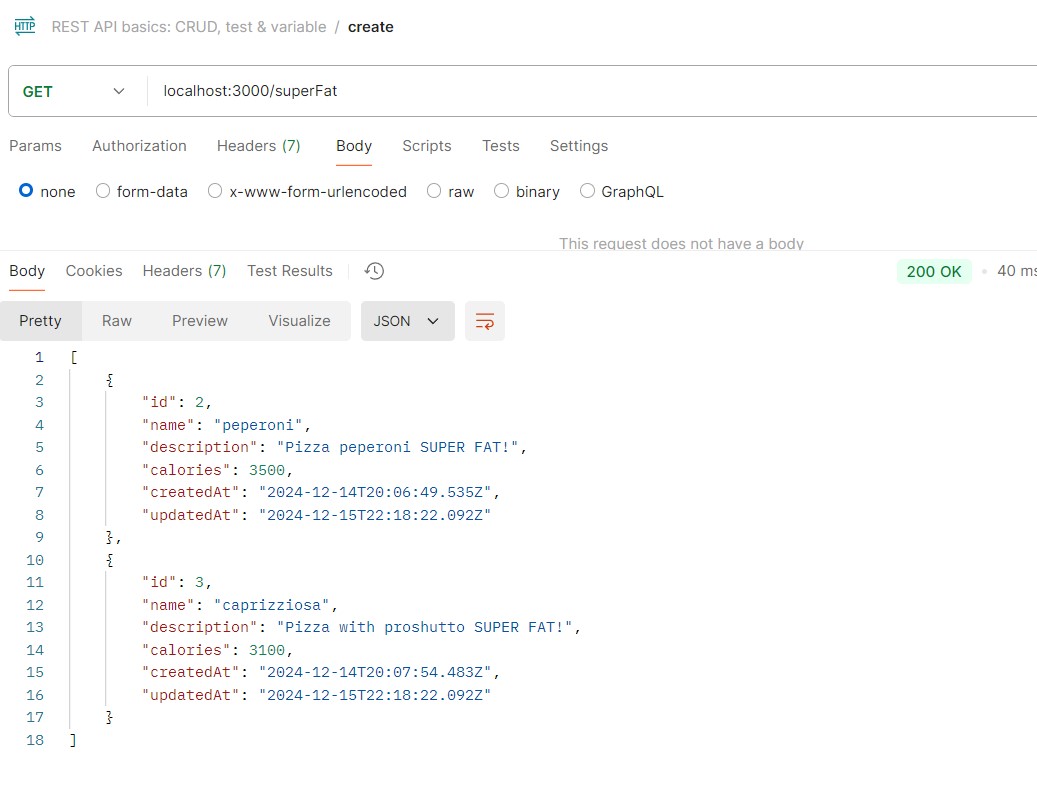 HTTP REST API basics: CRUD, test & variable / create
GET localhost:3000/superFat
Params Authorization Headers (7) Body Scripts Tests Settings
none form-data x-www-form-urlencoded raw binary GraphQL
This request does not have a body
Body Cookies Headers (7) Test Results 200 OK 40 ms
Pretty Raw Preview Visualize JSON
1 [
2 {
3 "id": 2,
4 "name": "peperoni",
5 "description": "Pizza peperoni SUPER FAT!",
6 "calories": 3500,
7 "createdAt": "2024-12-14T20:06:49.535Z",
8 "updatedAt": "2024-12-15T22:18:22.092Z"
9 },
10 {
11 "id": 3,
12 "name": "caprizziosa",
13 "description": "Pizza with proshutto SUPER FAT!",
14 "calories": 3100,
15 "createdAt": "2024-12-14T20:07:54.483Z",
16 "updatedAt": "2024-12-15T22:18:22.092Z"
17 }
18 ]